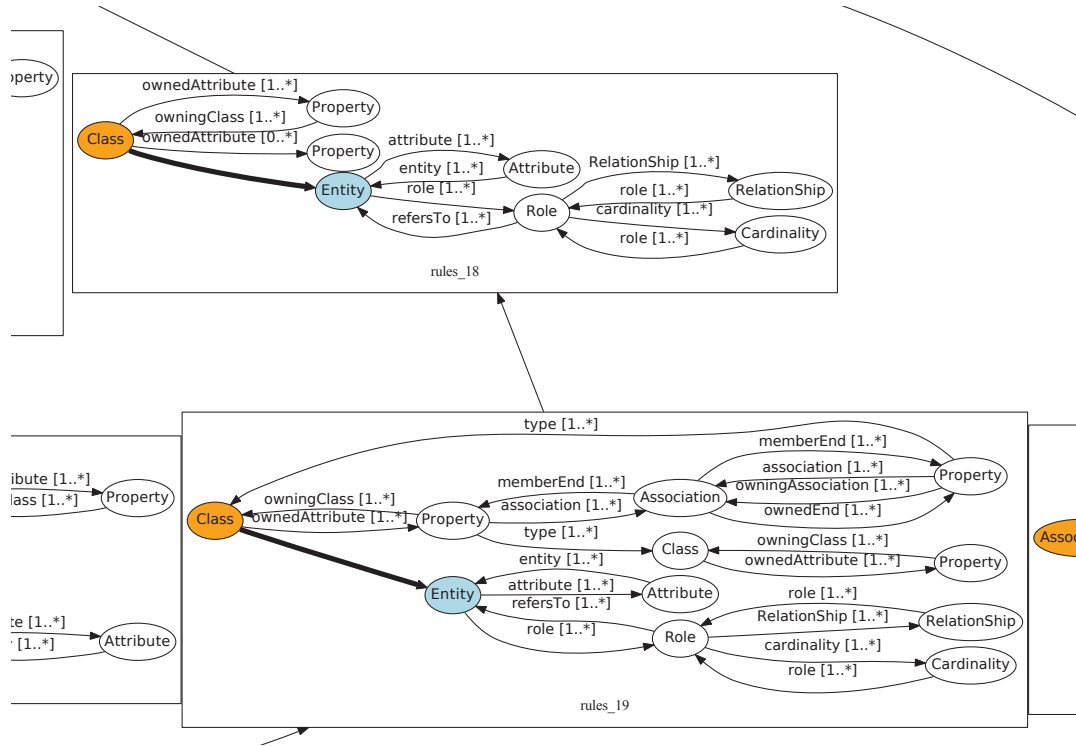 operty
ownedAttribute [1..*]
Property
owningClass [1..*]
Class
ownedAttribute [0..*]
Property
attribute [1..*]
entity [1..*]
Attribute
Entity
role [1..*]
refersTo [1..*]
Role
RelationShip [1..*]
role [1..*]
RelationShip
cardinality [1..*]
Cardinality
role [1..*]
rules_18
type [1..*]
memberEnd [1..*]
association [1..*]
Property
owningAssociation [1..*]
ownedEnd [1..*]
memberEnd [1..*]
Association
association [1..*]
owningClass [1..*]
Class
ownedAttribute [1..*]
Property
type [1..*]
Class
owningClass [1..*]
ownedAttribute [1..*]
Property
entity [1..*]
Entity
attribute [1..*]
Attribute
refersTo [1..*]
role [1..*]
Role
role [1..*]
RelationShip [1..*]
RelationShip
cardinality [1..*]
Cardinality
role [1..*]
rules_19
ribute [1..*]
lass [1..*]
Property
te [1..*]
Attribute
[1..*]
Assoc